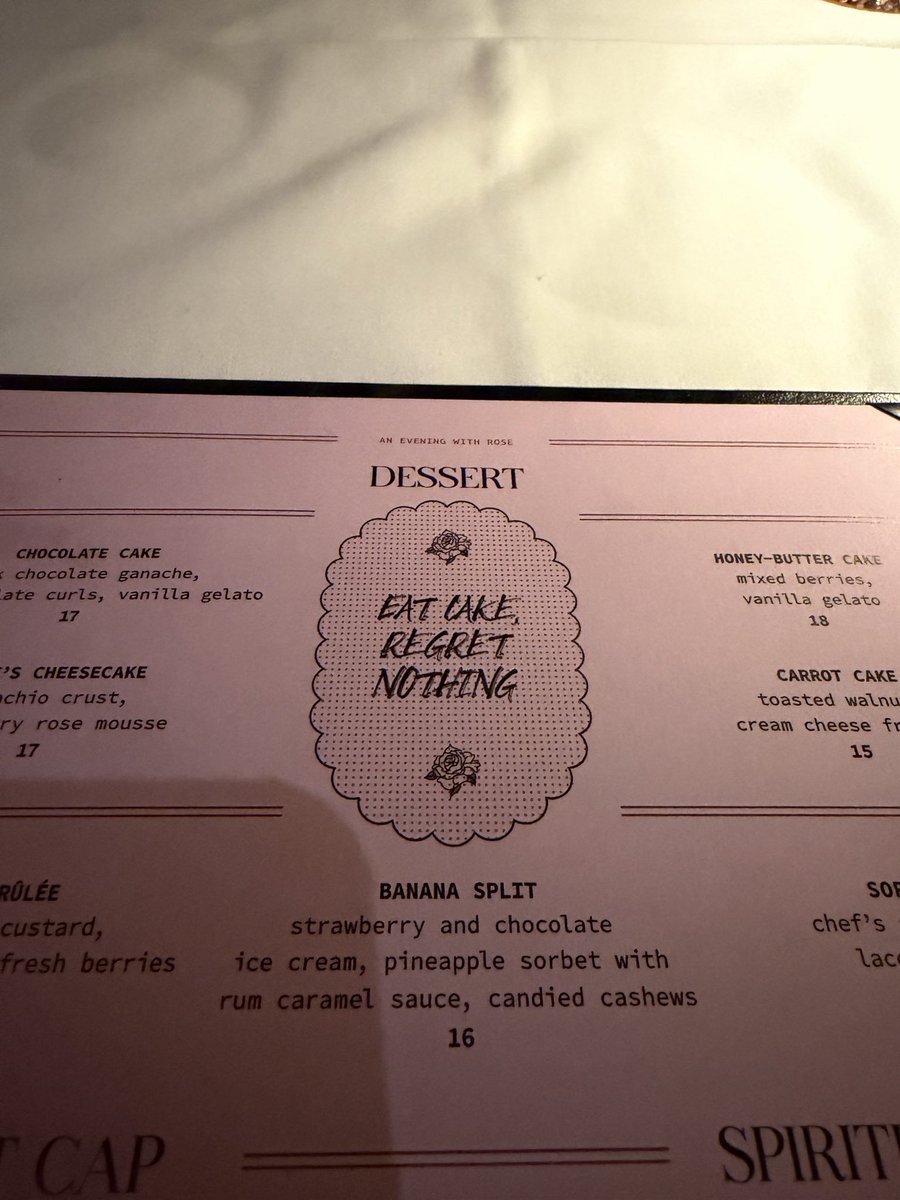 AN EVENING WITH ROSE
DESSERT
CHOCOLATE CAKE
chocolate ganache,
curls, vanilla gelato
17
CHEESECAKE
crust,
rose mousse
17
EAT CAKE,
REGRET
NOTHING
HONEY-BUTTER CAKE
mixed berries,
vanilla gelato
18
CARROT CAKE
toasted
cream cheese
15
custard,
fresh berries
BANANA SPLIT
strawberry and chocolate
ice cream, pineapple sorbet with
rum caramel sauce, candied cashews
16
chef's
CAP